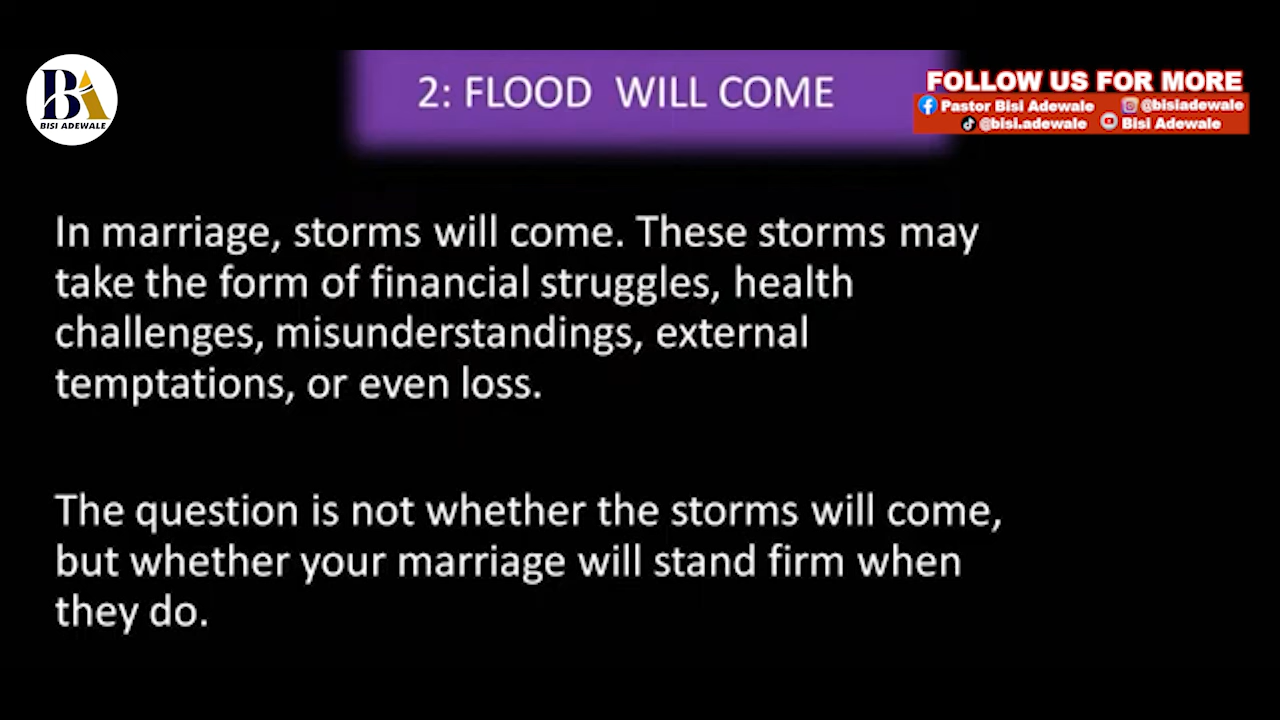 BA
BISI ADEWALE
2: FLOOD WILL COME
FOLLOW US FOR MORE
Pastor Bisi Adewale @bisiadewale
@bisi.adewale Bisi Adewale
In marriage, storms will come. These storms may
take the form of financial struggles, health
challenges, misunderstandings, external
temptations, or even loss.
The question is not whether the storms will come,
but whether your marriage will stand firm when
they do.